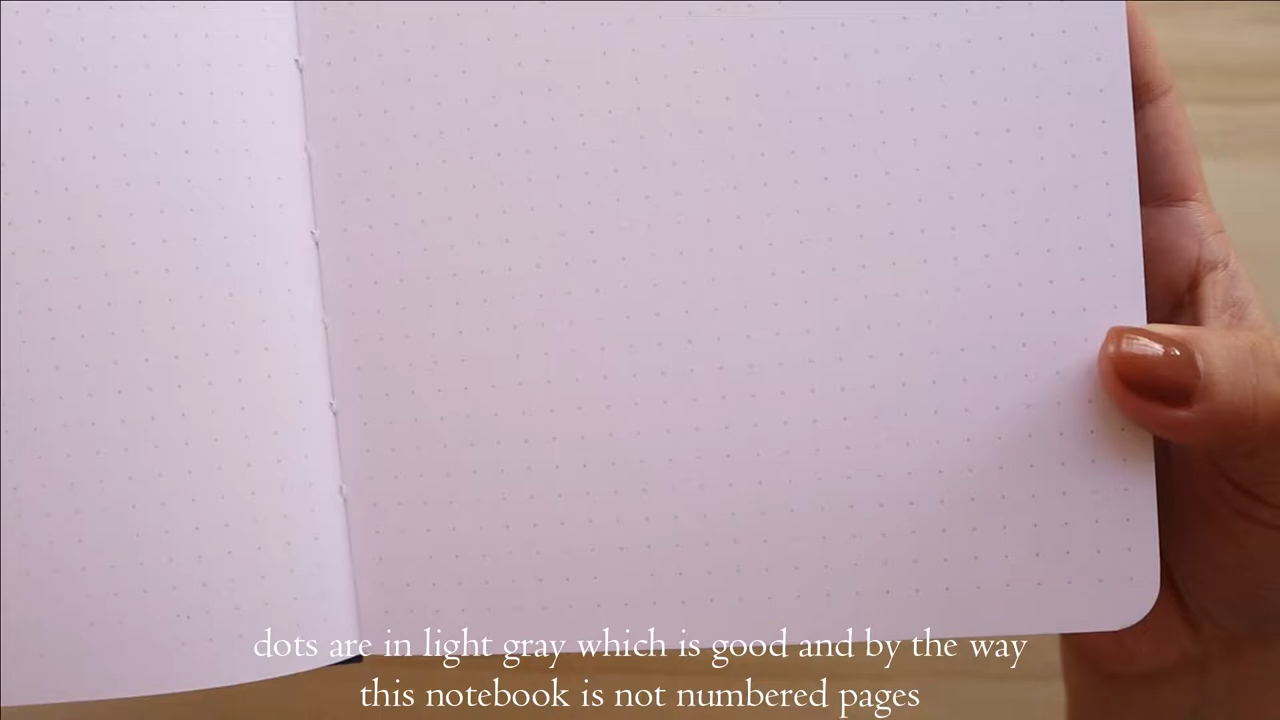 dots are in light gray which is good and by the way
this notebook is not numbered pages